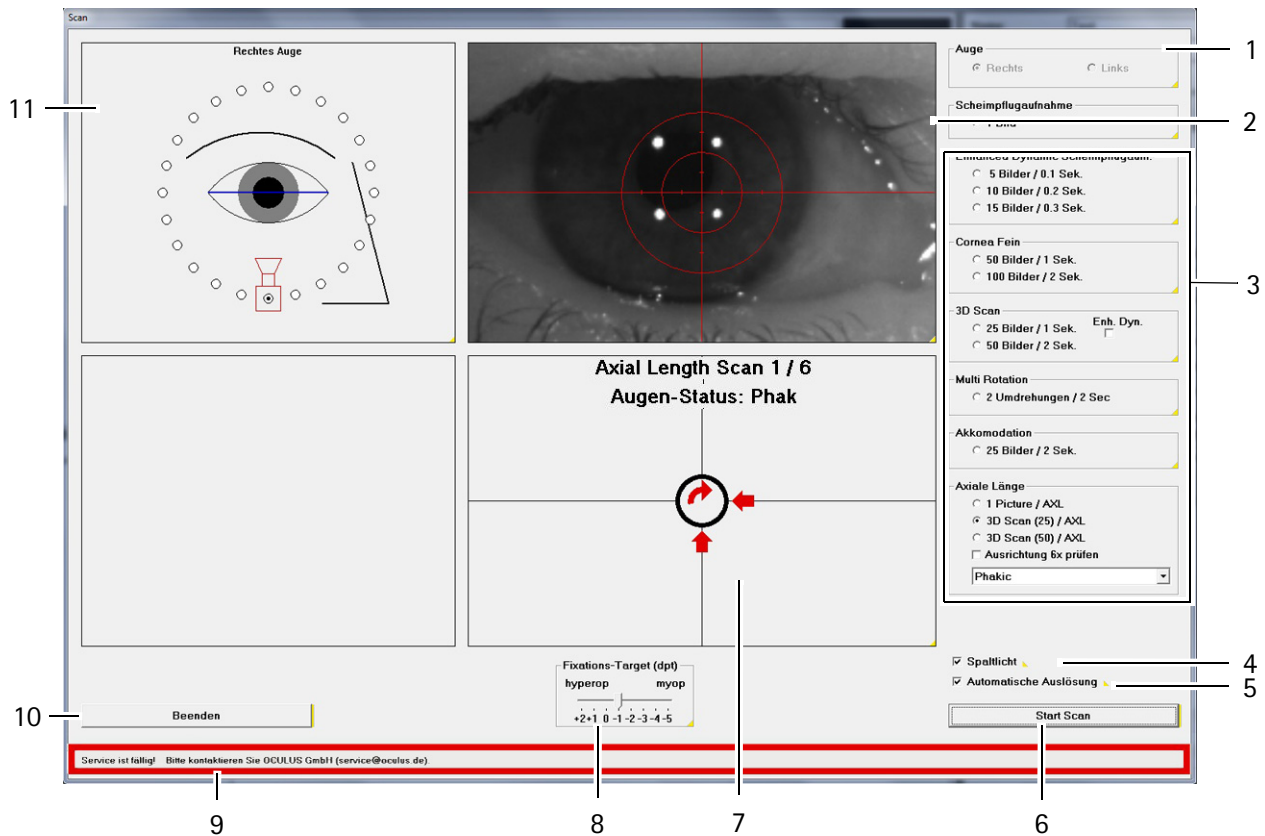 Scan
Rechtes Auge
Auge
Rechts Links
Scheimpflugaufnahme
1 Bild
Enhanced Dynamic Scheimpflugaufn.
5 Bilder / 0.1 Sek.
10 Bilder / 0.2 Sek.
15 Bilder / 0.3 Sek.
Cornea Fein
50 Bilder / 1 Sek.
100 Bilder / 2 Sek.
3D Scan
25 Bilder / 1 Sek. Enh. Dyn.
50 Bilder / 2 Sek.
Multi Rotation
2 Umdrehungen / 2 Sec
Akkomodation
25 Bilder / 2 Sek.
Axiale Länge
1 Picture / AXL
3D Scan (25) / AXL
3D Scan (50) / AXL
Ausrichtung 6x prüfen
Phakic
Axial Length Scan 1 / 6
Augen-Status: Phak
Fixations-Target (dpt)
hyperop myop
+2+1 0 -1 -2 -3 -4 -5
Spaltlicht
Automatische Auslösung
Beenden
Start Scan
Service ist fällig! Bitte kontaktieren Sie OCULUS GmbH (service@oculus.de).
1
2
3
4
5
6
7
8
9
10
11